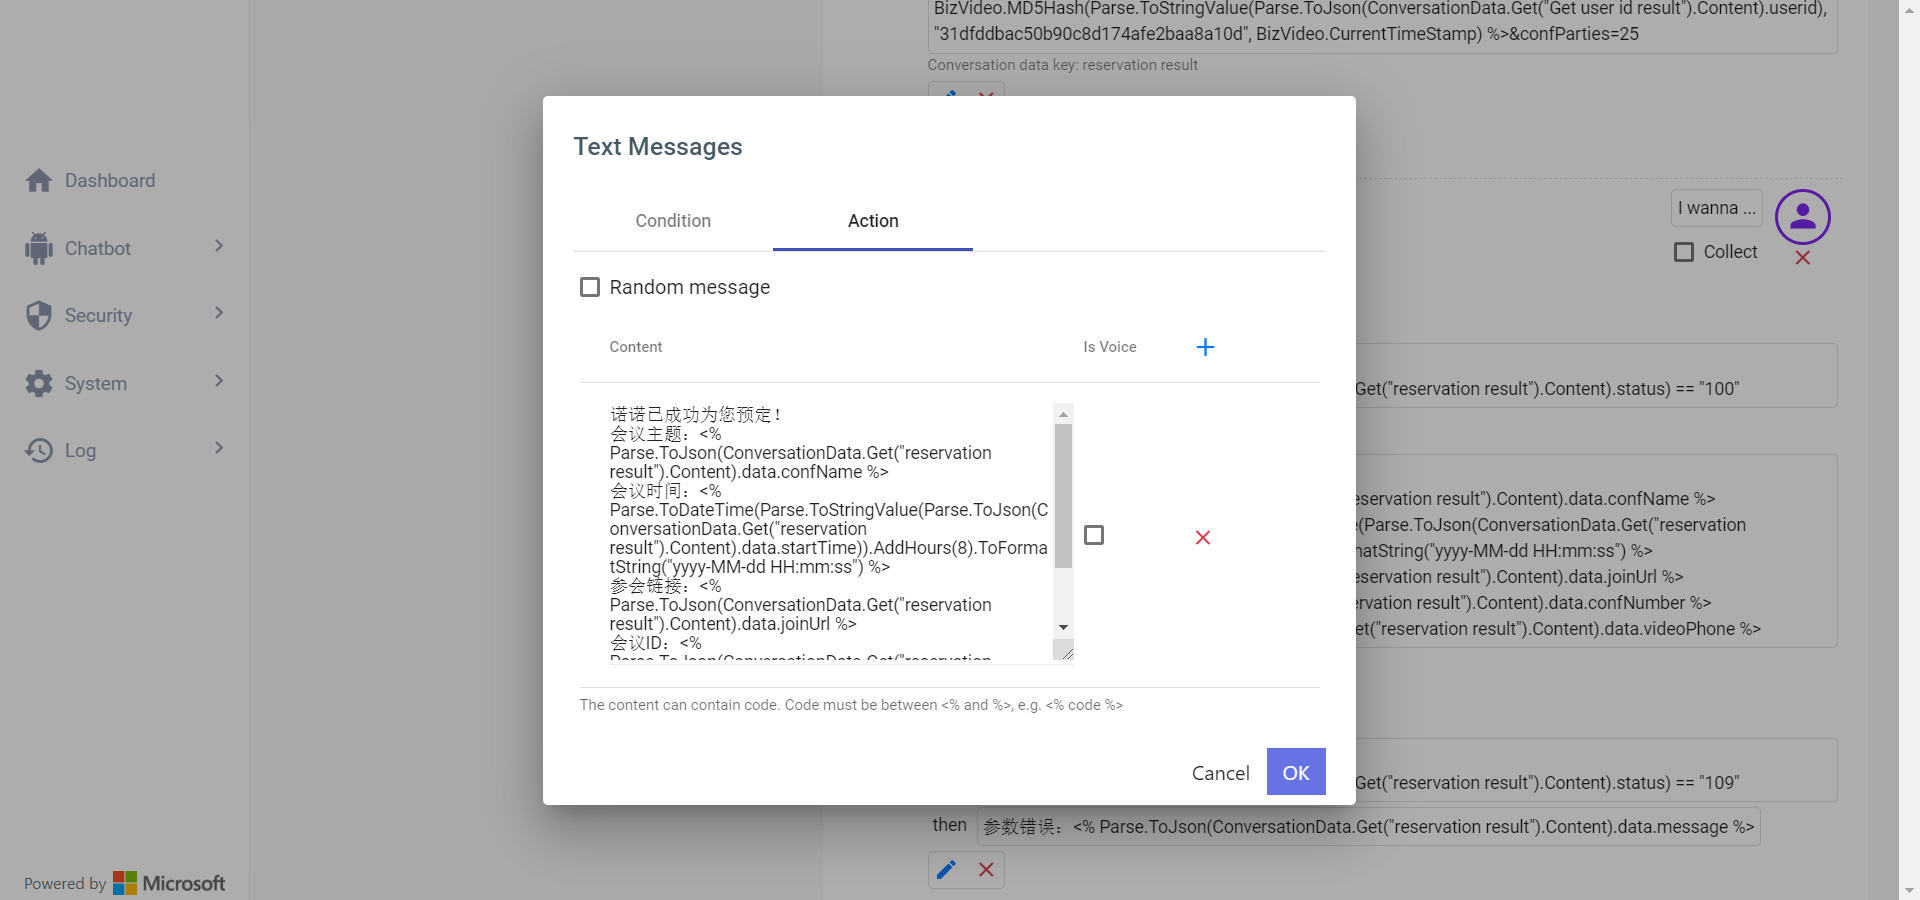 BizVideo.MD5Hash(Parse.ToStringValue(Parse.ToJson(ConversationData.Get("Get user id result").Content).userid),
"31dfddbac50b90c8d174afe2baa8a10d", BizVideo.CurrentTimeStamp) %>&confParties=25
Conversation data key: reservation result
Dashboard
Chatbot
Security
System
Log
Powered by Microsoft
Text Messages
Condition
Action
Random message
Content
Is Voice
诺诺已成功为您预定！
会议主题：<%
Parse.ToJson(ConversationData.Get("reservation
result").Content).data.confName %>
会议时间：<%
Parse.ToDateTime(Parse.ToStringValue(Parse.ToJson(C
onversationData.Get("reservation
result").Content).data.startTime)).AddHours(8).ToForma
tString("yyyy-MM-dd HH:mm:ss") %>
参会链接：<%
Parse.ToJson(ConversationData.Get("reservation
result").Content).data.joinUrl %>
会议ID：<%
Parse.ToJson(ConversationData.Get("reservation
The content can contain code. Code must be between <% and %>, e.g. <% code %>
Cancel
OK
I wanna ...
Collect
Get("reservation result").Content).status) == "100"
eservation result").Content).data.confName %>
(Parse.ToJson(ConversationData.Get("reservation
matString("yyyy-MM-dd HH:mm:ss") %>
eservation result").Content).data.joinUrl %>
rvation result").Content).data.confNumber %>
et("reservation result").Content).data.videoPhone %>
Get("reservation result").Content).status) == "109"
then 参数错误：<% Parse.ToJson(ConversationData.Get("reservation result").Content).data.message %>